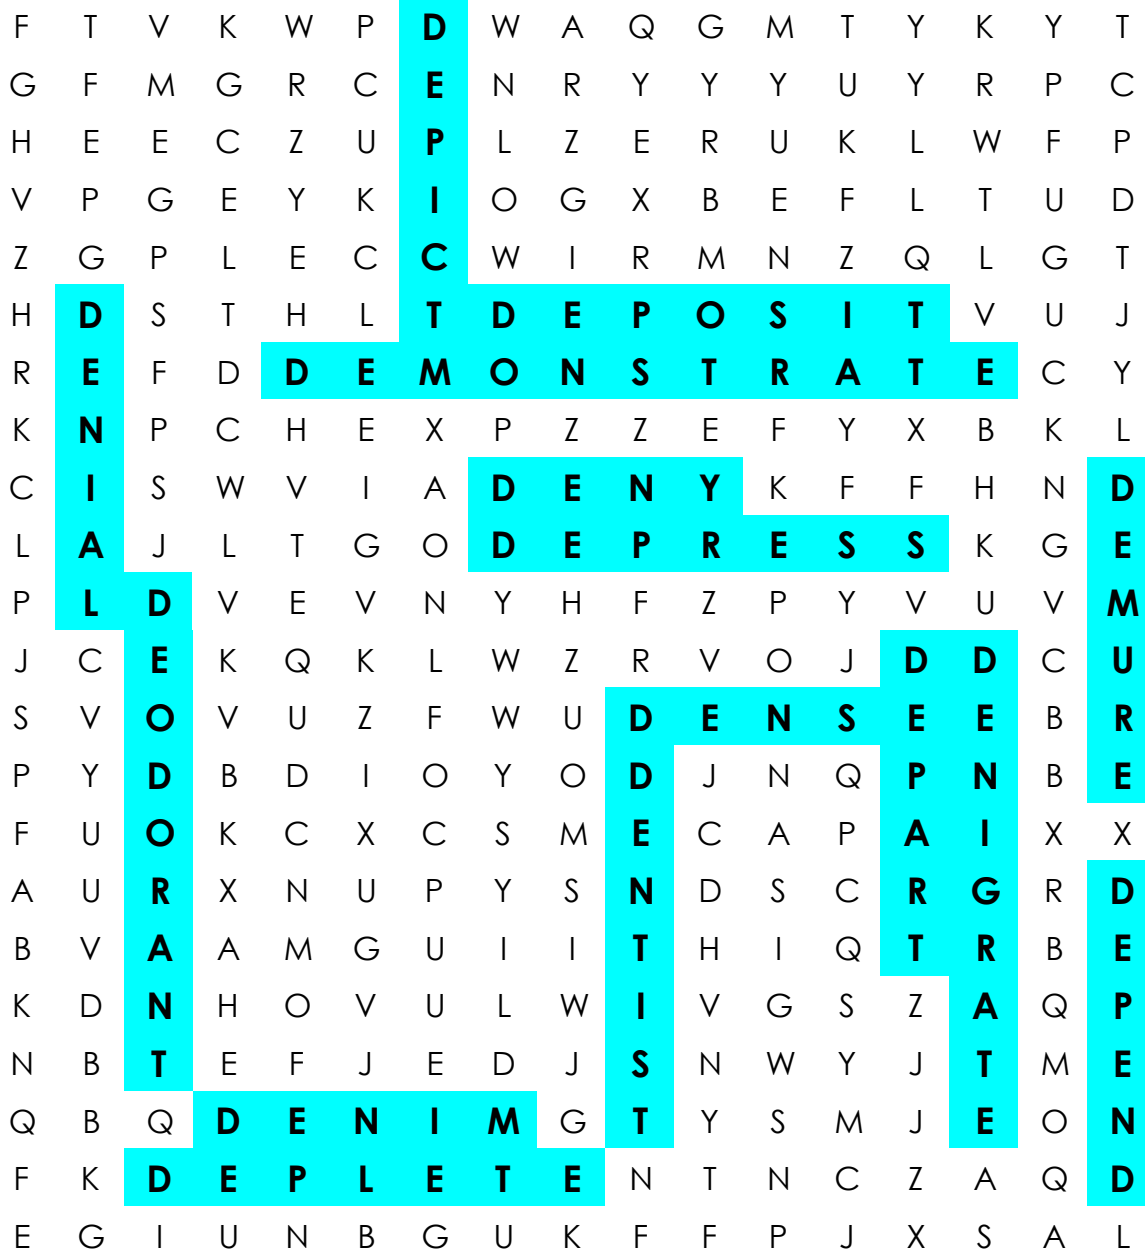 F T V K W P D W A Q G M T Y K Y T
G F M G R C E N R Y Y Y U Y R P C
H E E C Z U P L Z E R U K L W F P
V P G E Y K I O G X B E F L T U D
Z G P L E C C W I R M N Z Q L G T
H D S T H L T D E P O S I T V U J
R E F D D E M O N S T R A T E C Y
K N P C H E X P Z Z E F Y X B K L
C I S W V I A D E N Y K F F H N D
L A J L T G O D E P R E S S K G E
P L D V E V N Y H F Z P Y V U V M
J C E K Q K L W Z R V O J D D C U
S V O V U Z F W U D E N S E E B R
P Y D B D I O Y O D J N Q P N B E
F U O K C X C S M E C A P A I X X
A U R X N U P Y S N D S C R G R D
B V A A M G U I I T H I Q T R B E
K D N H O V U L W I V G S Z A Q P
N B T E F J E D J S N W Y J T M E
Q B Q D E N I M G T Y S M J E O N
F K D E P L E T E N T N C Z A Q D
E G I U N B G U K F F P J X S A L